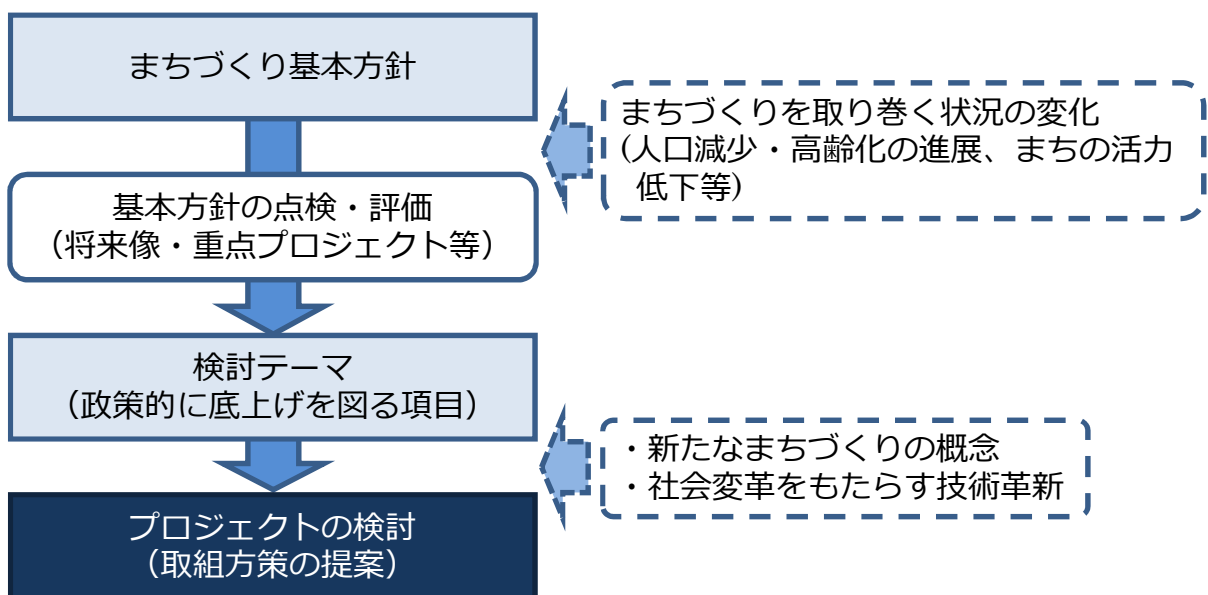 まちづくり基本方針
まちづくりを取り巻く状況の変化
(人口減少・高齢化の進展、まちの活力
低下等)
基本方針の点検・評価
（将来像・重点プロジェクト等）
検討テーマ
（政策的に底上げを図る項目）
・新たなまちづくりの概念
・社会変革をもたらす技術革新
プロジェクトの検討
（取組方策の提案）